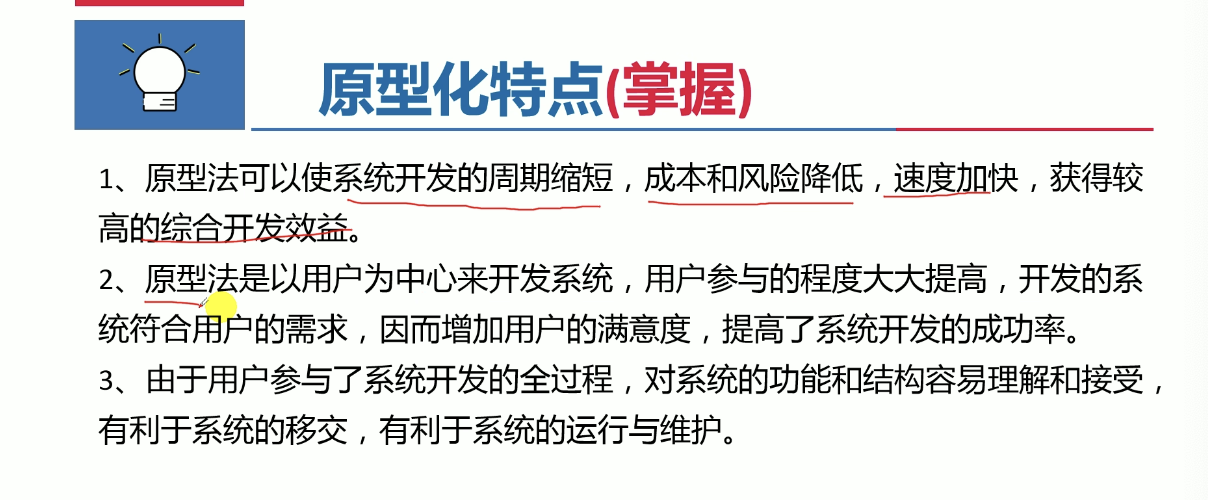 原型化特点(掌握)
1、原型法可以使系统开发的周期缩短，成本和风险降低，速度加快，获得较
高的综合开发效益。
2、原型法是以用户为中心来开发系统，用户参与的程度大大提高，开发的系
统符合用户的需求，因而增加用户的满意度，提高了系统开发的成功率。
3、由于用户参与了系统开发的全过程，对系统的功能和结构容易理解和接受，
有利于系统的移交，有利于系统的运行与维护。